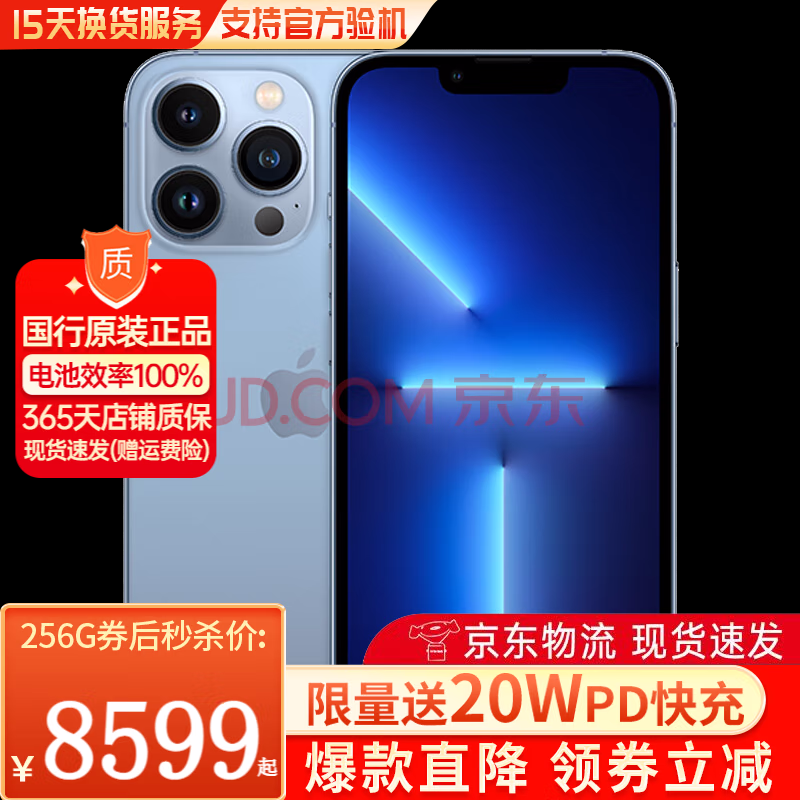 15天换货服务 支持官方验机
质
国行原装正品
电池效率100%
365天店铺质保
现货速发(赠运费险)
JD.COM 京东
256G券后秒杀价:
¥8599起
京东物流 现货速发
限量送20WPD快充
爆款直降 领券立减